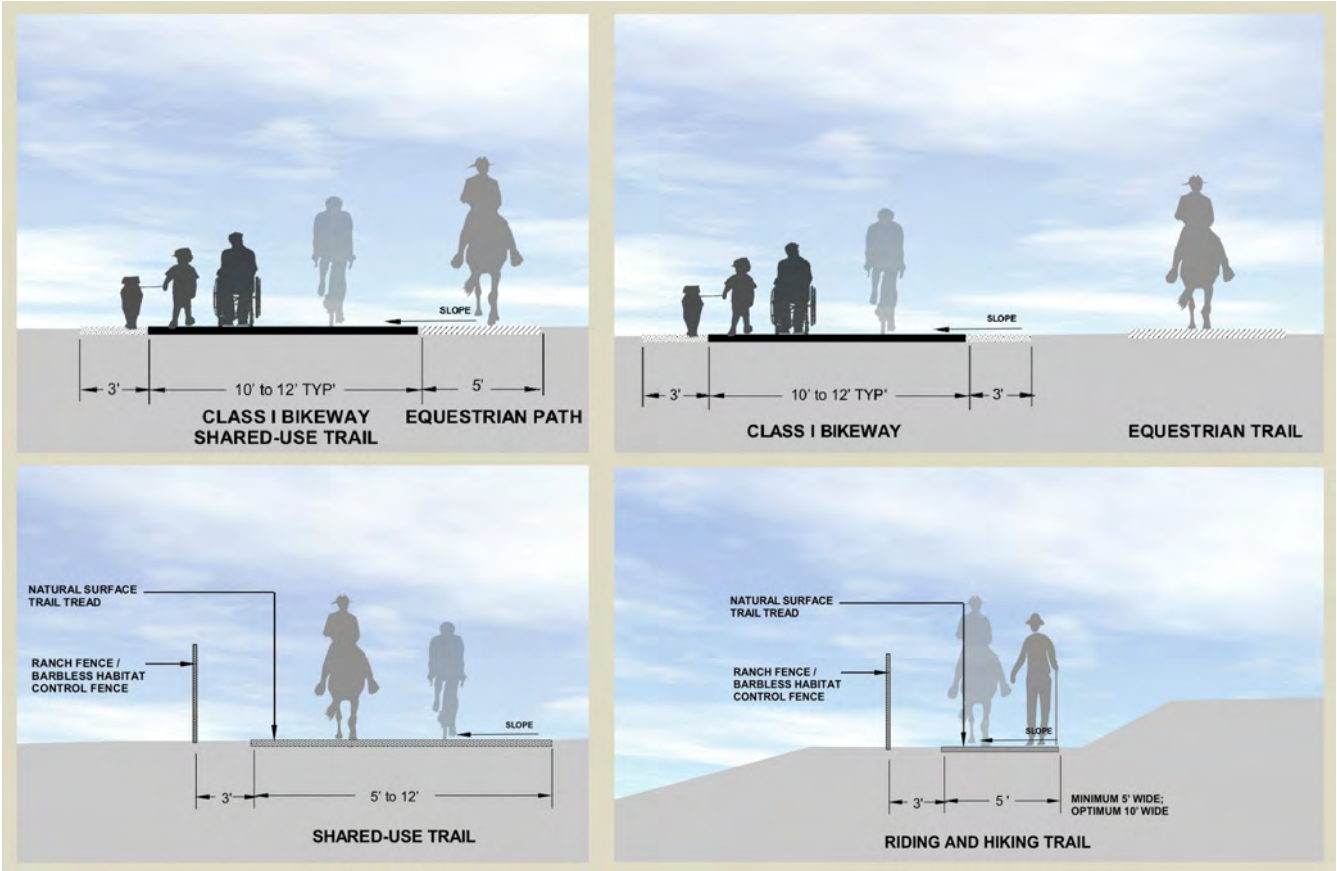 SLOPE
3'
10' to 12' TYP'
5'
CLASS I BIKEWAY
SHARED-USE TRAIL
EQUESTRIAN PATH
SLOPE
3'
10' to 12' TYP'
3'
CLASS I BIKEWAY
EQUESTRIAN TRAIL
NATURAL SURFACE
TRAIL TREAD
RANCH FENCE /
BARBLESS HABITAT
CONTROL FENCE
SLOPE
3'
5' to 12'
SHARED-USE TRAIL
NATURAL SURFACE
TRAIL TREAD
RANCH FENCE /
BARBLESS HABITAT
CONTROL FENCE
SLOPE
3'
5 '
MINIMUM 5' WIDE;
OPTIMUM 10' WIDE
RIDING AND HIKING TRAIL